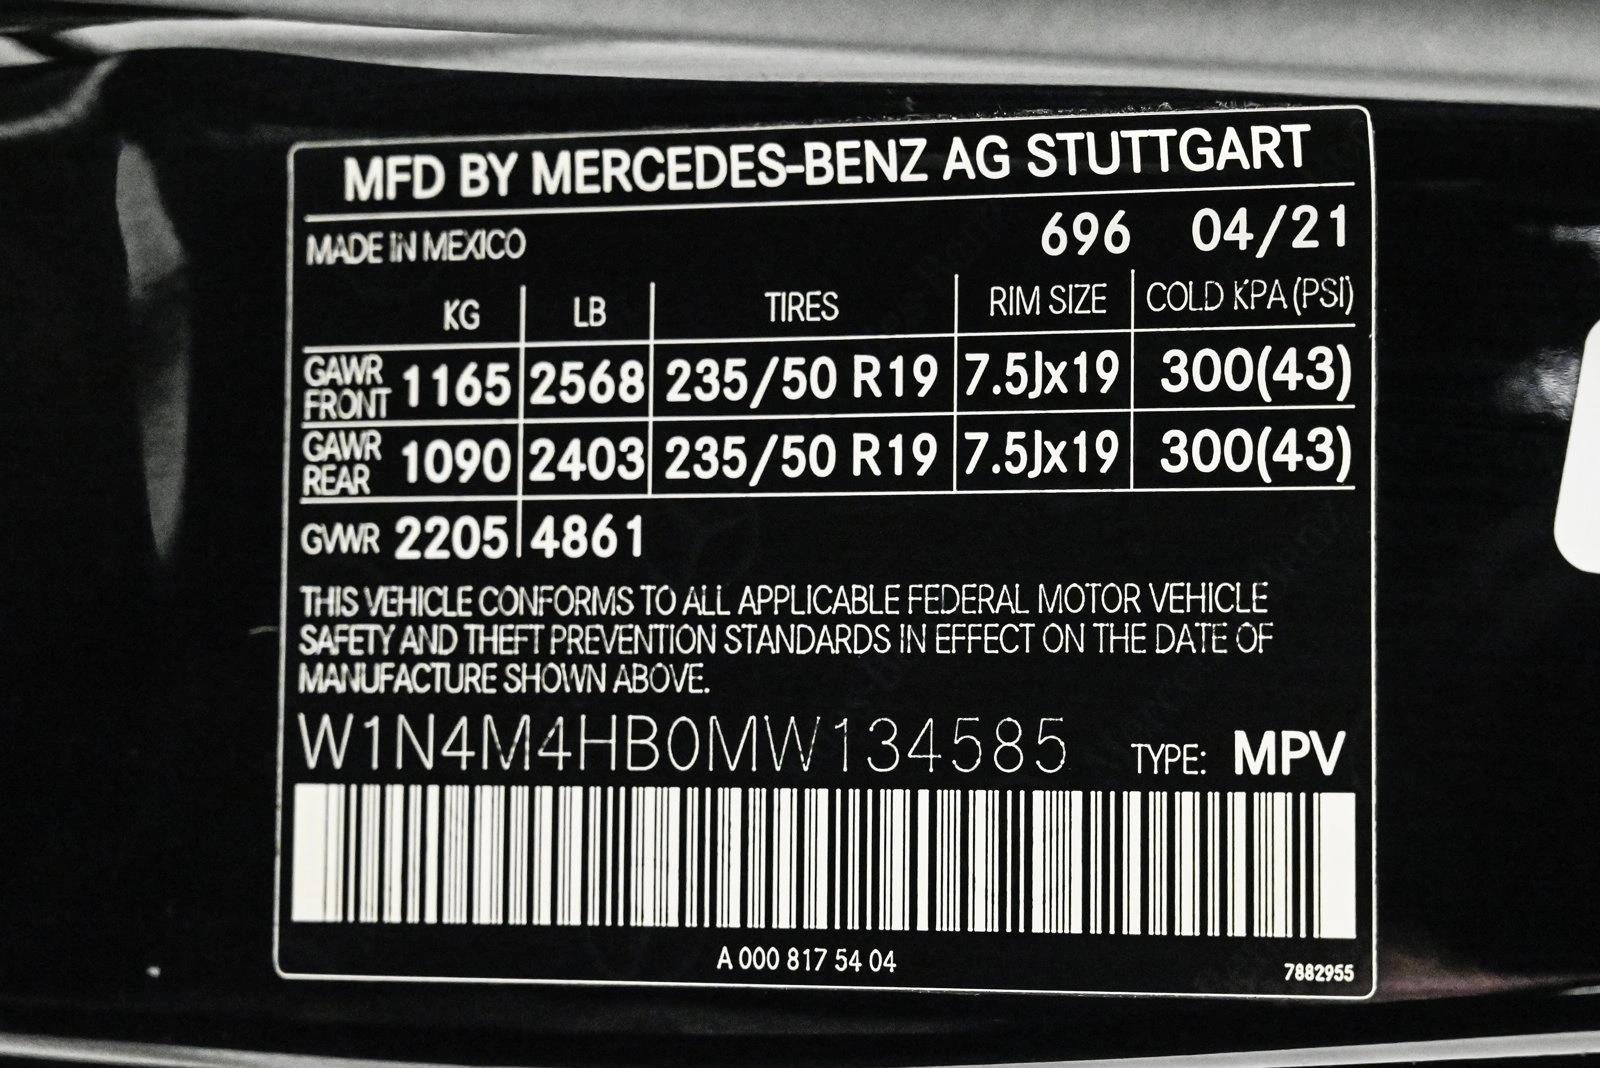 MFD BY MERCEDES-BENZ AG STUTTGART
MADE IN MEXICO 696 04/21
KG LB TIRES RIM SIZE COLD KPA (PSI)
GAWR FRONT 1165 2568 235/50 R19 7.5Jx19 300(43)
GAWR REAR 1090 2403 235/50 R19 7.5Jx19 300(43)
GVWR 2205 4861
THIS VEHICLE CONFORMS TO ALL APPLICABLE FEDERAL MOTOR VEHICLE
SAFETY AND THEFT PREVENTION STANDARDS IN EFFECT ON THE DATE OF
MANUFACTURE SHOWN ABOVE.
W1N4M4HB0MW134585 TYPE: MPV
A 000 817 54 04
7882955